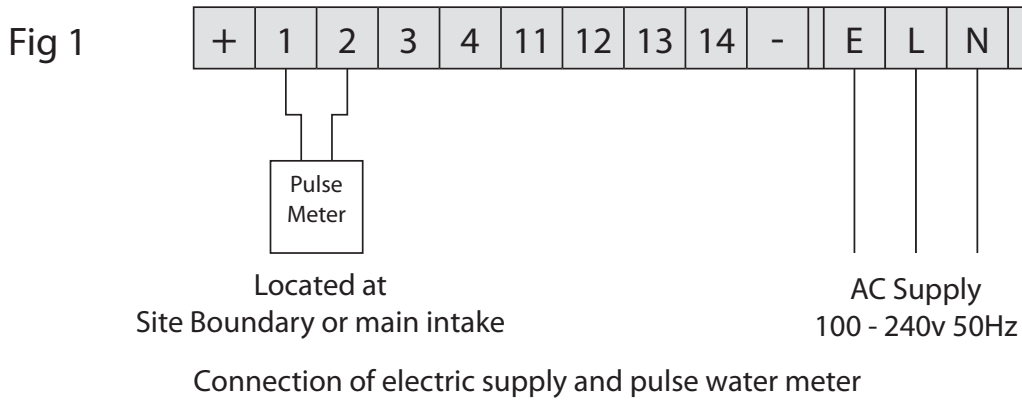 Fig 1
+ 1 2 3 4 11 12 13 14 - E L N
Pulse
Meter
Located at
Site Boundary or main intake
AC Supply
100 - 240v 50Hz
Connection of electric supply and pulse water meter